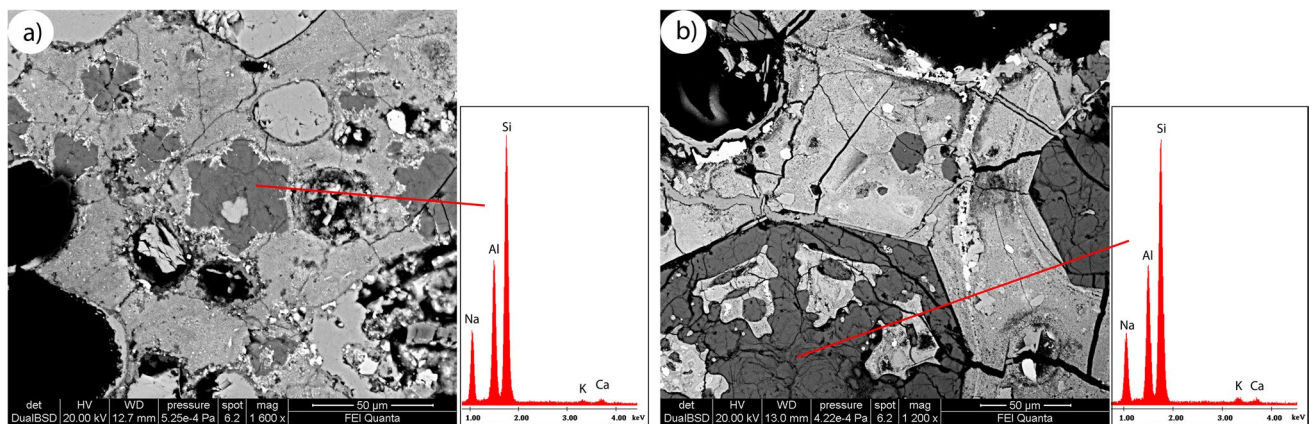 a)
Si
Al
Na
K
Ca
1.00
2.00
3.00
4.00
keV
det
HV
WD
pressure
spot
mag
50 µm
DualBSD
20.00 kV
12.7 mm
5.25e-4 Pa
6.2
1 600 x
FEI Quanta
b)
Si
Al
Na
K
Ca
1.00
2.00
3.00
4.00
keV
det
HV
WD
pressure
spot
mag
50 µm
DualBSD
20.00 kV
13.0 mm
4.22e-4 Pa
6.2
1 200 x
FEI Quanta